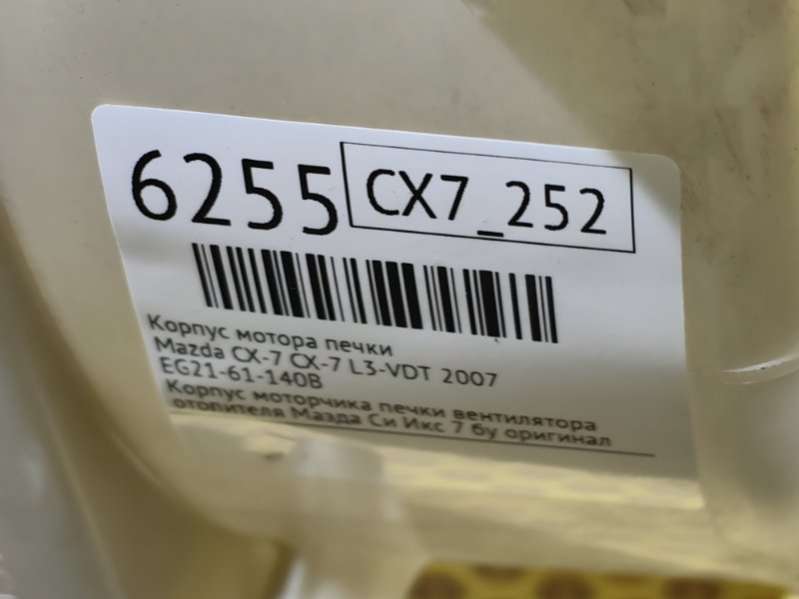 6255 CX7_252
Корпус мотора печки
Mazda CX-7 CX-7 L3-VDT 2007
EG21-61-140B
Корпус моторчика печки вентилятора
отопителя Мазда Си Икс 7 бу оригинал